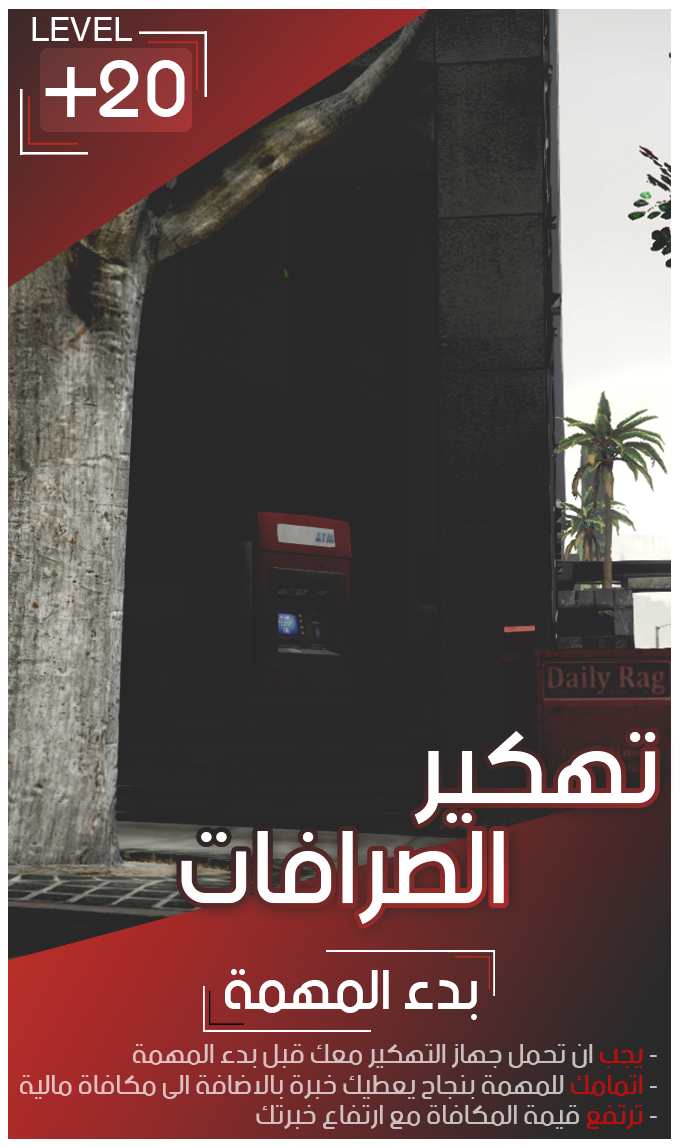 LEVEL
+20
ATM
Daily Rag
تهكير
الصرافات
بدء المهمة
- يجب ان تحمل جهاز التهكير معك قبل بدء المهمة
- اتمامك للمهمة بنجاح يعطيك خبرة بالاضافة الى مكافاة مالية
- ترتفع قيمة المكافاة مع ارتفاع خبرتك